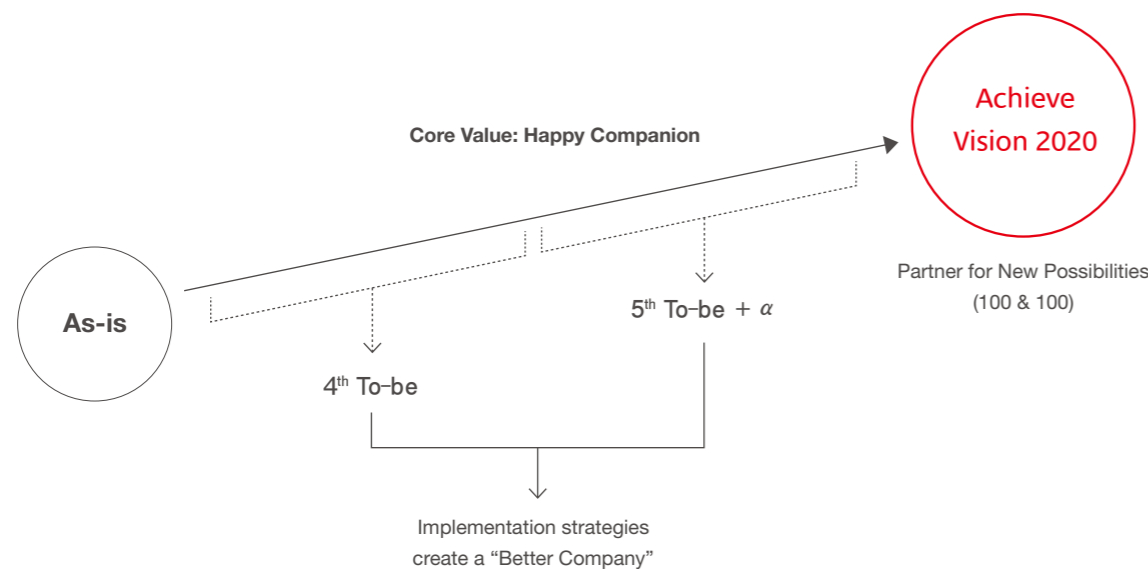 Achieve
Vision 2020
Core Value: Happy Companion
Partner for New Possibilities
(100 & 100)
As-is
5th To-be + α
4th To-be
Implementation strategies
create a “Better Company”